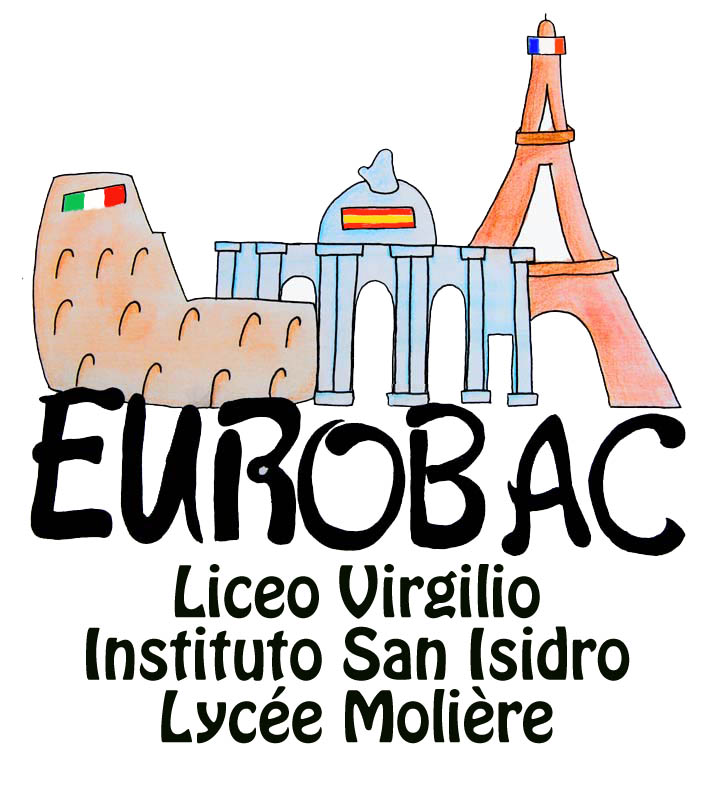 EUROBAC
Liceo Virgilio
Instituto San Isidro
Lycée Molière